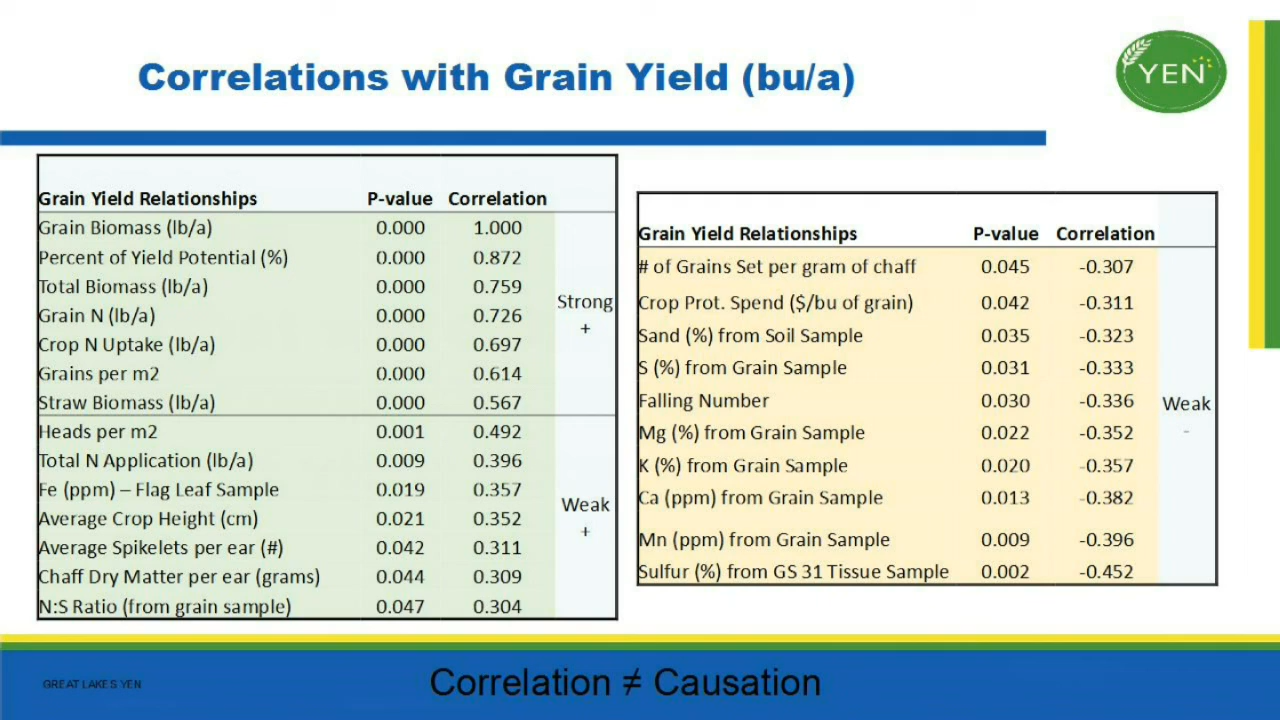 Correlations with Grain Yield (bu/a)
YEN
Grain Yield Relationships P-value Correlation
Grain Biomass (lb/a) 0.000 1.000
Percent of Yield Potential (%) 0.000 0.872
Total Biomass (lb/a) 0.000 0.759
Grain N (lb/a) 0.000 0.726
Crop N Uptake (lb/a) 0.000 0.697
Grains per m2 0.000 0.614
Straw Biomass (lb/a) 0.000 0.567
Strong
+
Heads per m2 0.001 0.492
Total N Application (lb/a) 0.009 0.396
Fe (ppm) – Flag Leaf Sample 0.019 0.357
Average Crop Height (cm) 0.021 0.352
Average Spikelets per ear (#) 0.042 0.311
Chaff Dry Matter per ear (grams) 0.044 0.309
N:S Ratio (from grain sample) 0.047 0.304
Weak
+
Grain Yield Relationships P-value Correlation
# of Grains Set per gram of chaff 0.045 -0.307
Crop Prot. Spend ($/bu of grain) 0.042 -0.311
Sand (%) from Soil Sample 0.035 -0.323
S (%) from Grain Sample 0.031 -0.333
Falling Number 0.030 -0.336
Mg (%) from Grain Sample 0.022 -0.352
K (%) from Grain Sample 0.020 -0.357
Ca (ppm) from Grain Sample 0.013 -0.382
Mn (ppm) from Grain Sample 0.009 -0.396
Sulfur (%) from GS 31 Tissue Sample 0.002 -0.452
Weak
-
GREAT LAKES YEN
Correlation ≠ Causation